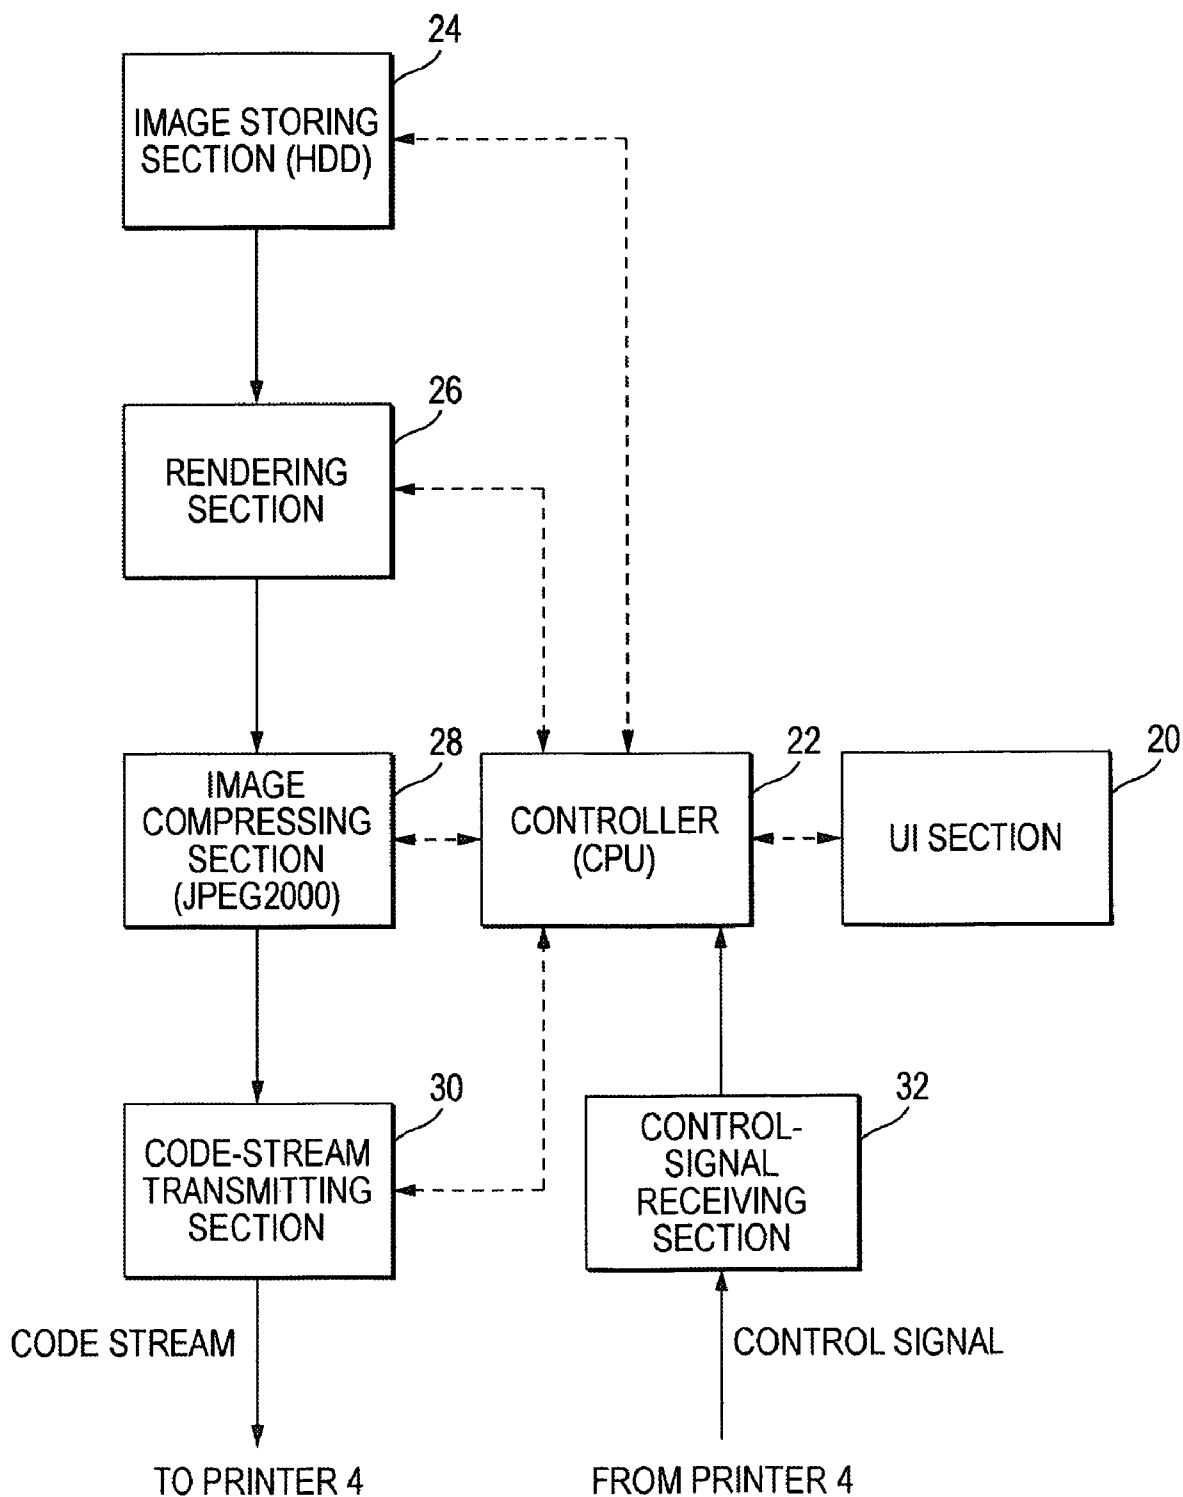 24
IMAGE STORING
SECTION (HDD)
26
RENDERING
SECTION
28
IMAGE
COMPRESSING
SECTION
(JPEG2000)
22
CONTROLLER
(CPU)
20
UI SECTION
30
CODE-STREAM
TRANSMITTING
SECTION
32
CONTROL-
SIGNAL
RECEIVING
SECTION
CODE STREAM
CONTROL SIGNAL
TO PRINTER 4
FROM PRINTER 4